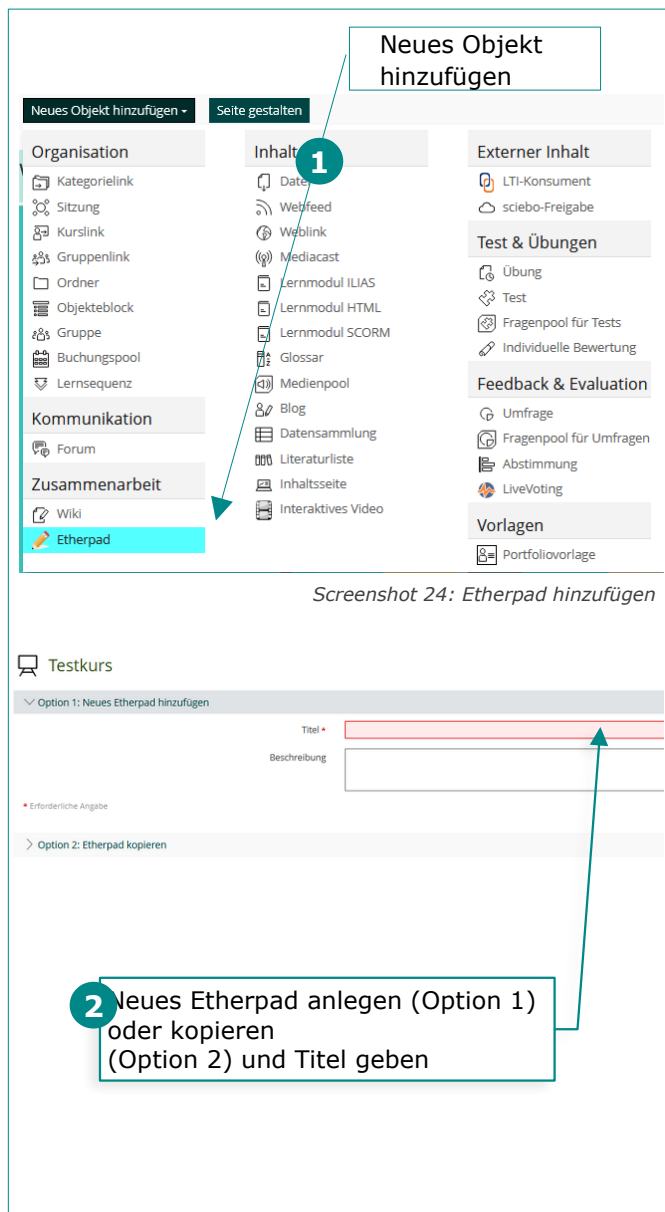 Neues Objekt
hinzufügen
Neues Objekt hinzufügen
Seite gestalten
Organisation
Kategorielink
Sitzung
Kurslink
Gruppenlink
Ordner
Objekteblock
Gruppe
Buchungspool
Lernsequenz
Kommunikation
Forum
Zusammenarbeit
Wiki
Etherpad
1
Webfeed
Weblink
Mediacast
Lernmodul ILIAS
Lernmodul HTML
Lernmodul SCORM
Glossar
Medienpool
Blog
Datensammlung
Literaturliste
Inhaltsseite
Interaktives Video
Externer Inhalt
LTI-Konsument
sciebo-Freigabe
Test & Übungen
Übung
Test
Fragenpool für Tests
Individuelle Bewertung
Feedback & Evaluation
Umfrage
Fragenpool für Umfragen
Abstimmung
LiveVoting
Vorlagen
Portfoliovorlage
Screenshot 24: Etherpad hinzufügen
Testkurs
Option 1: Neues Etherpad hinzufügen
Titel *
Beschreibung
* Erforderliche Angabe
Option 2: Etherpad kopieren
2
Neues Etherpad anlegen (Option 1)
oder kopieren
(Option 2) und Titel geben